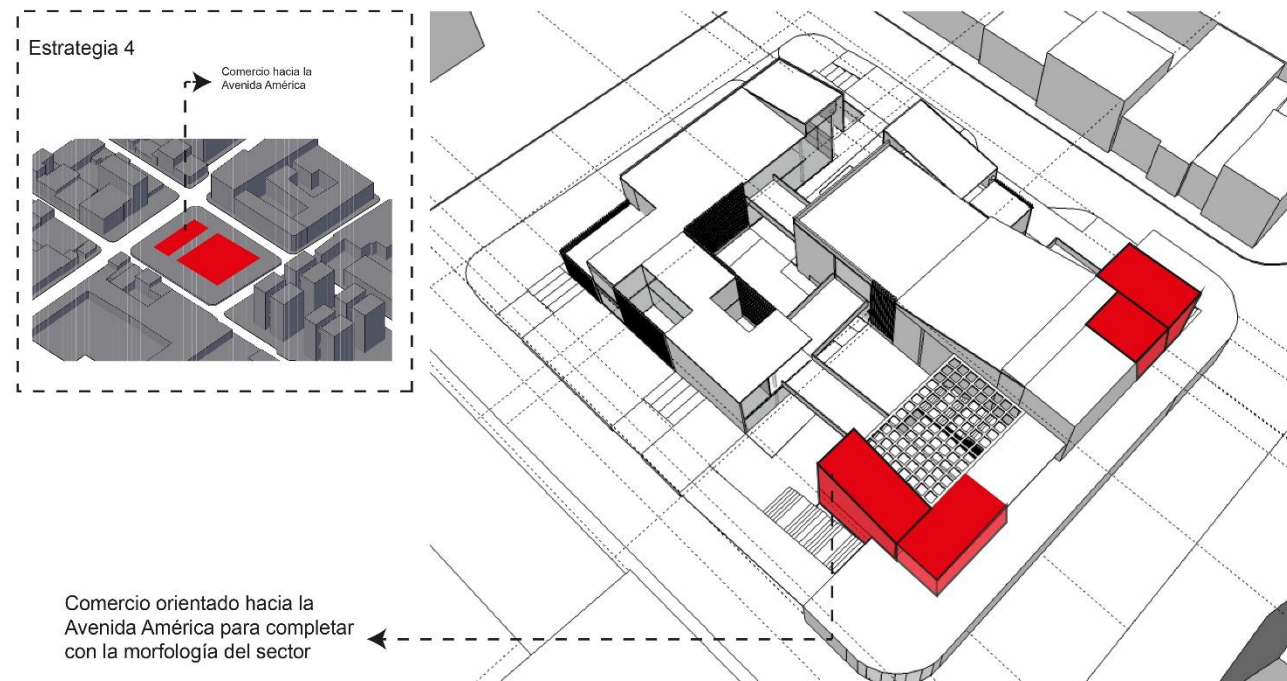 Estrategia 4
Comercio hacia la
Avenida América
Comercio orientado hacia la
Avenida América para completar
con la morfología del sector